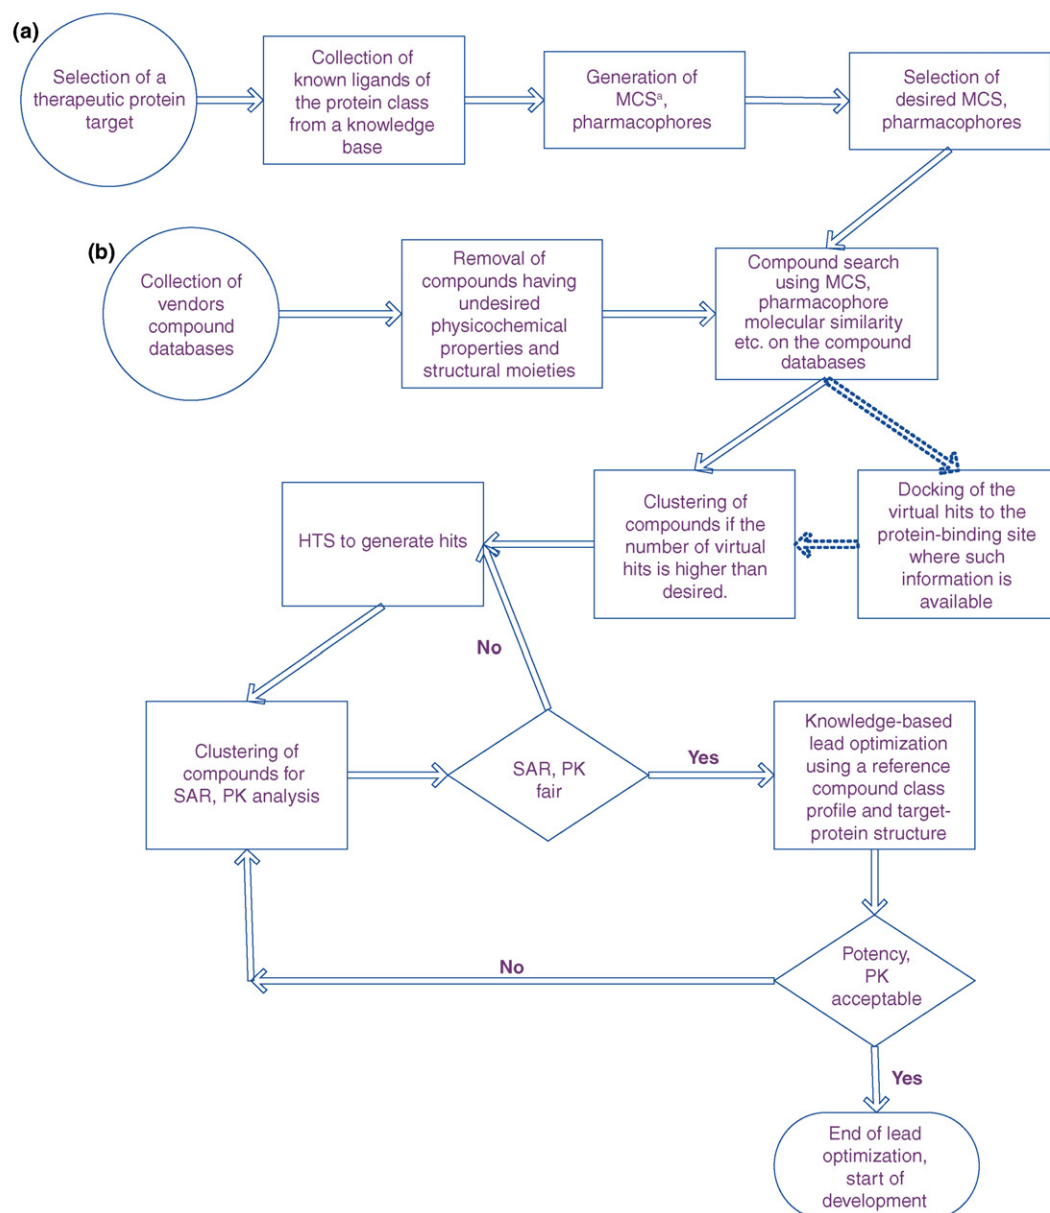 (a)
Selection of a
therapeutic protein
target
Collection of
known ligands of
the protein class
from a knowledge
base
Generation of
MCSᵃ,
pharmacophores
Selection of
desired MCS,
pharmacophores
(b)
Collection of
vendors
compound
databases
Removal of
compounds having
undesired
physicochemical
properties and
structural moieties
Compound search
using MCS,
pharmacophore
molecular similarity
etc. on the compound
databases
HTS to generate hits
Clustering of
compounds if the
number of virtual
hits is higher than
desired.
Docking of the
virtual hits to the
protein-binding site
where such
information is
available
No
Clustering of
compounds for
SAR, PK analysis
SAR, PK
fair
Yes
Knowledge-based
lead optimization
using a reference
compound class
profile and target-
protein structure
No
Potency,
PK
acceptable
Yes
End of lead
optimization,
start of
development